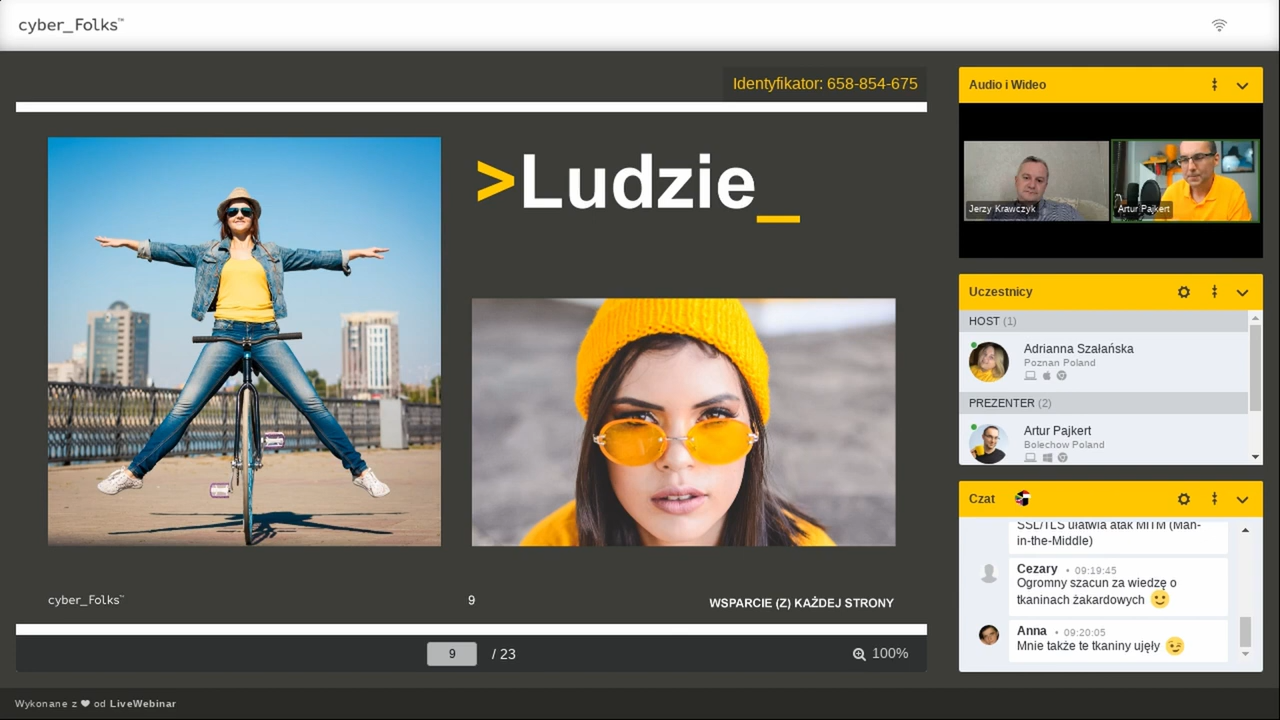 cyber_Folks™
Identyfikator: 658-854-675
>Ludzie_
cyber_Folks™
9
WSPARCIE (Z) KAŻDEJ STRONY
9 / 23
100%
Wykonane z ❤ od LiveWebinar
Audio i Wideo
Jerzy Krawczyk
Artur Pajkert
Uczestnicy
HOST (1)
Adrianna Szałańska
Poznan Poland
PREZENTER (2)
Artur Pajkert
Bolechow Poland
Czat
SSL/TLS ułatwia atak MITM (Man-
in-the-Middle)
Cezary • 09:19:45
Ogromny szacun za wiedzę o
tkaninach żakardowych 🙂
Anna • 09:20:05
Mnie także te tkaniny ujęły 😉